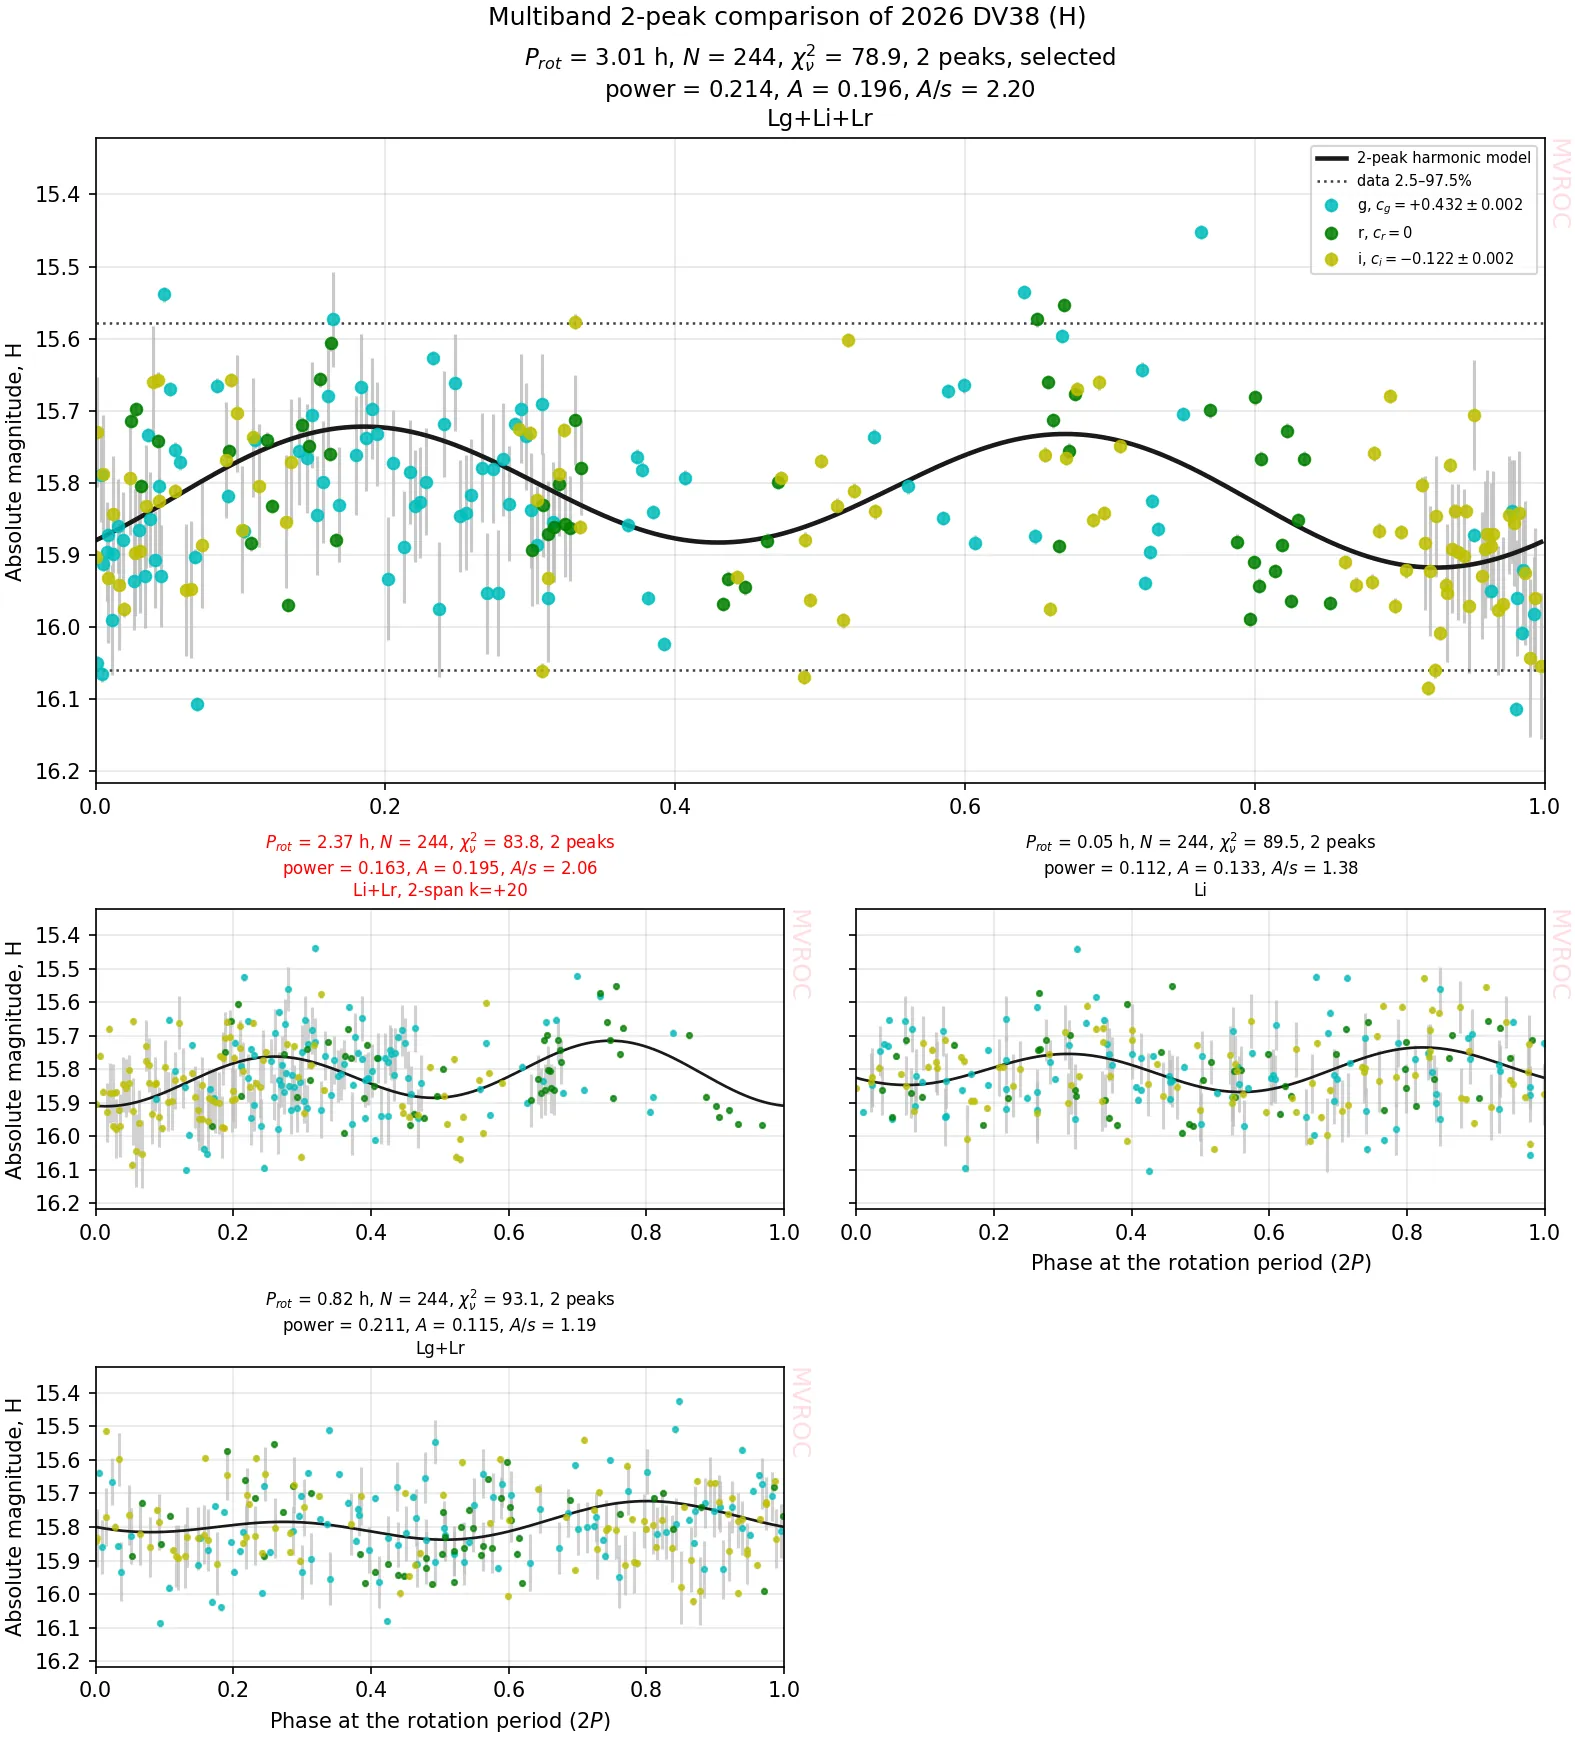 Multiband 2-peak comparison of 2026 DV38 (H)
P_rot = 3.01 h, N = 244, χ²_ν = 78.9, 2 peaks, selected
power = 0.214, A = 0.196, A/s = 2.20
Lg+Li+Lr
2-peak harmonic model
data 2.5–97.5%
g, c_g = +0.432 ± 0.002
r, c_r = 0
i, c_i = −0.122 ± 0.002
MVROC
Absolute magnitude, H
15.4
15.5
15.6
15.7
15.8
15.9
16.0
16.1
16.2
0.0 0.2 0.4 0.6 0.8 1.0
P_rot = 2.37 h, N = 244, χ²_ν = 83.8, 2 peaks
power = 0.163, A = 0.195, A/s = 2.06
Li+Lr, 2-span k=+20
MVROC
Absolute magnitude, H
15.4
15.5
15.6
15.7
15.8
15.9
16.0
16.1
16.2
0.0 0.2 0.4 0.6 0.8 1.0
P_rot = 0.05 h, N = 244, χ²_ν = 89.5, 2 peaks
power = 0.112, A = 0.133, A/s = 1.38
Li
MVROC
0.0 0.2 0.4 0.6 0.8 1.0
Phase at the rotation period (2P)
P_rot = 0.82 h, N = 244, χ²_ν = 93.1, 2 peaks
power = 0.211, A = 0.115, A/s = 1.19
Lg+Lr
MVROC
Absolute magnitude, H
15.4
15.5
15.6
15.7
15.8
15.9
16.0
16.1
16.2
0.0 0.2 0.4 0.6 0.8 1.0
Phase at the rotation period (2P)